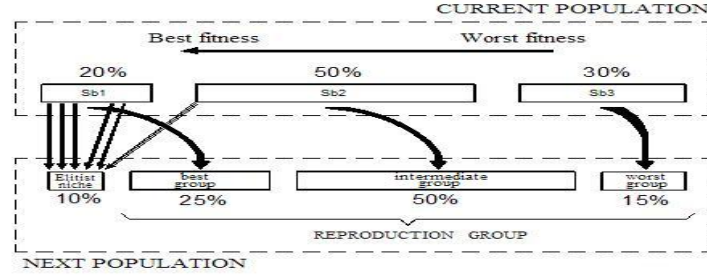 CURRENT POPULATION
Best fitness Worst fitness
20% 50% 30%
Sb1 Sb2 Sb3
Elitist niche best group intermediate group worst group
10% 25% 50% 15%
REPRODUCTION GROUP
NEXT POPULATION